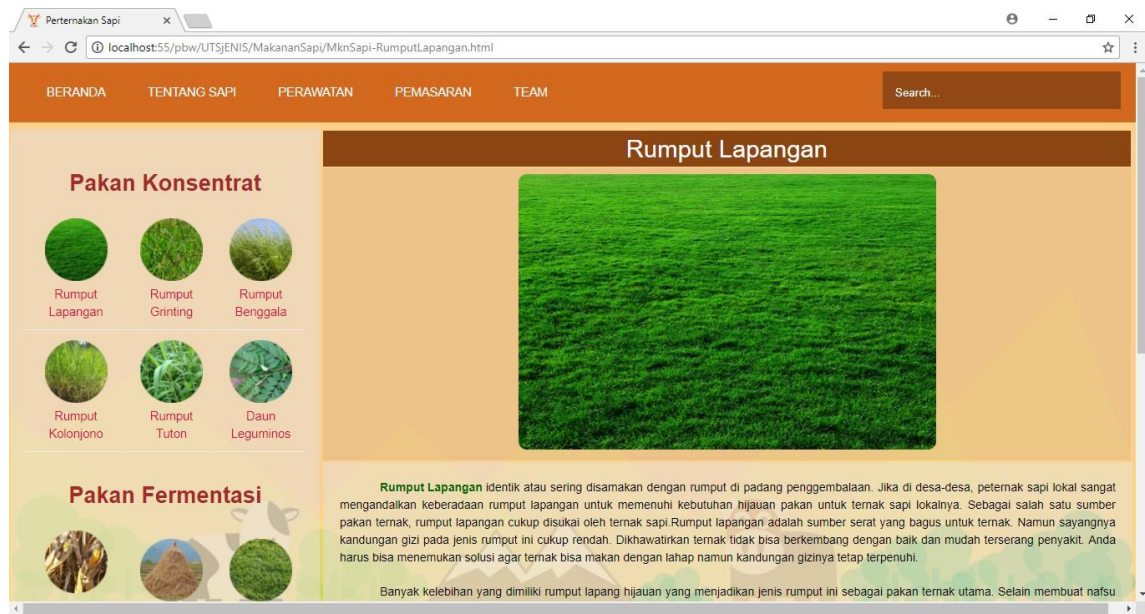 Perternakan Sapi
localhost:55/pbw/UTSjENIS/MakananSapi/MknSapi-RumputLapangan.html
BERANDA TENTANG SAPI PERAWATAN PEMASARAN TEAM Search...
Pakan Konsentrat
Rumput Lapangan
Rumput Grinting
Rumput Benggala
Rumput Kolonjono
Rumput Tuton
Daun Leguminos
Pakan Fermentasi
Rumput Lapangan
Rumput Lapangan identik atau sering disamakan dengan rumput di padang penggembalaan. Jika di desa-desa, peternak sapi lokal sangat
mengandalkan keberadaan rumput lapangan untuk memenuhi kebutuhan hijauan pakan untuk ternak sapi lokalnya. Sebagai salah satu sumber
pakan ternak, rumput lapangan cukup disukai oleh ternak sapi.Rumput lapangan adalah sumber serat yang bagus untuk ternak. Namun sayangnya
kandungan gizi pada jenis rumput ini cukup rendah. Dikhawatirkan ternak tidak bisa berkembang dengan baik dan mudah terserang penyakit. Anda
harus bisa menemukan solusi agar ternak bisa makan dengan lahap namun kandungan gizinya tetap terpenuhi.
Banyak kelebihan yang dimiliki rumput lapang hijauan yang menjadikan jenis rumput ini sebagai pakan ternak utama. Selain membuat nafsu